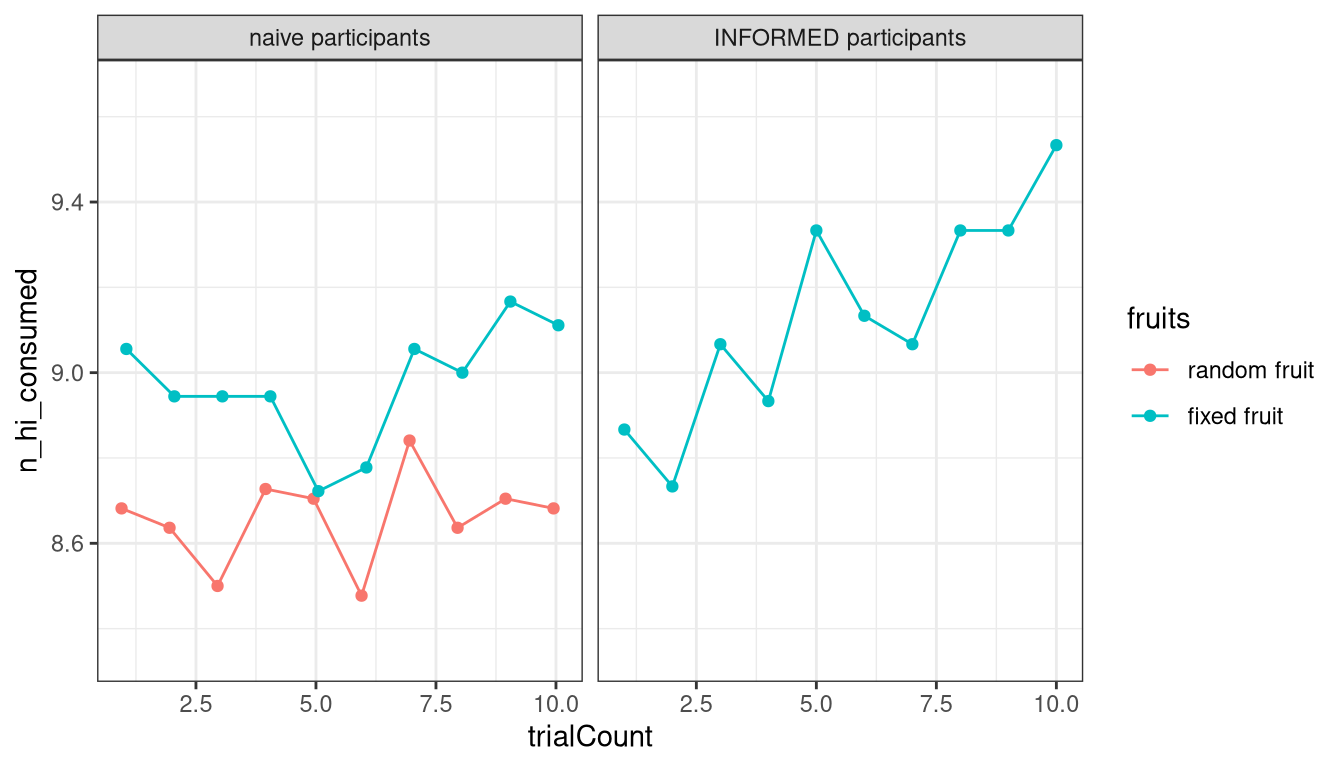 naive participants
INFORMED participants
n_hi_consumed
9.4
9.0
8.6
2.5 5.0 7.5 10.0
2.5 5.0 7.5 10.0
trialCount
fruits
random fruit
fixed fruit